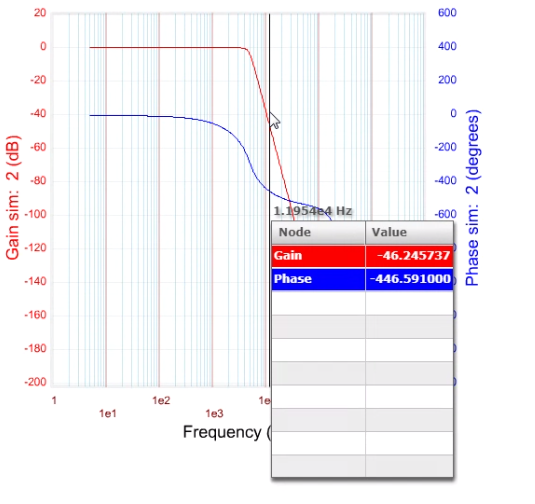 20
0
-20
-40
-60
-80
-100
-120
-140
-160
-180
-200
Gain sim: 2 (dB)
600
400
200
0
-200
-400
-600
Phase sim: 2 (degrees)
1.1954e4 Hz
Node Value
Gain -46.245737
Phase -446.591000
1 1e2
1e1 1e3
Frequency (